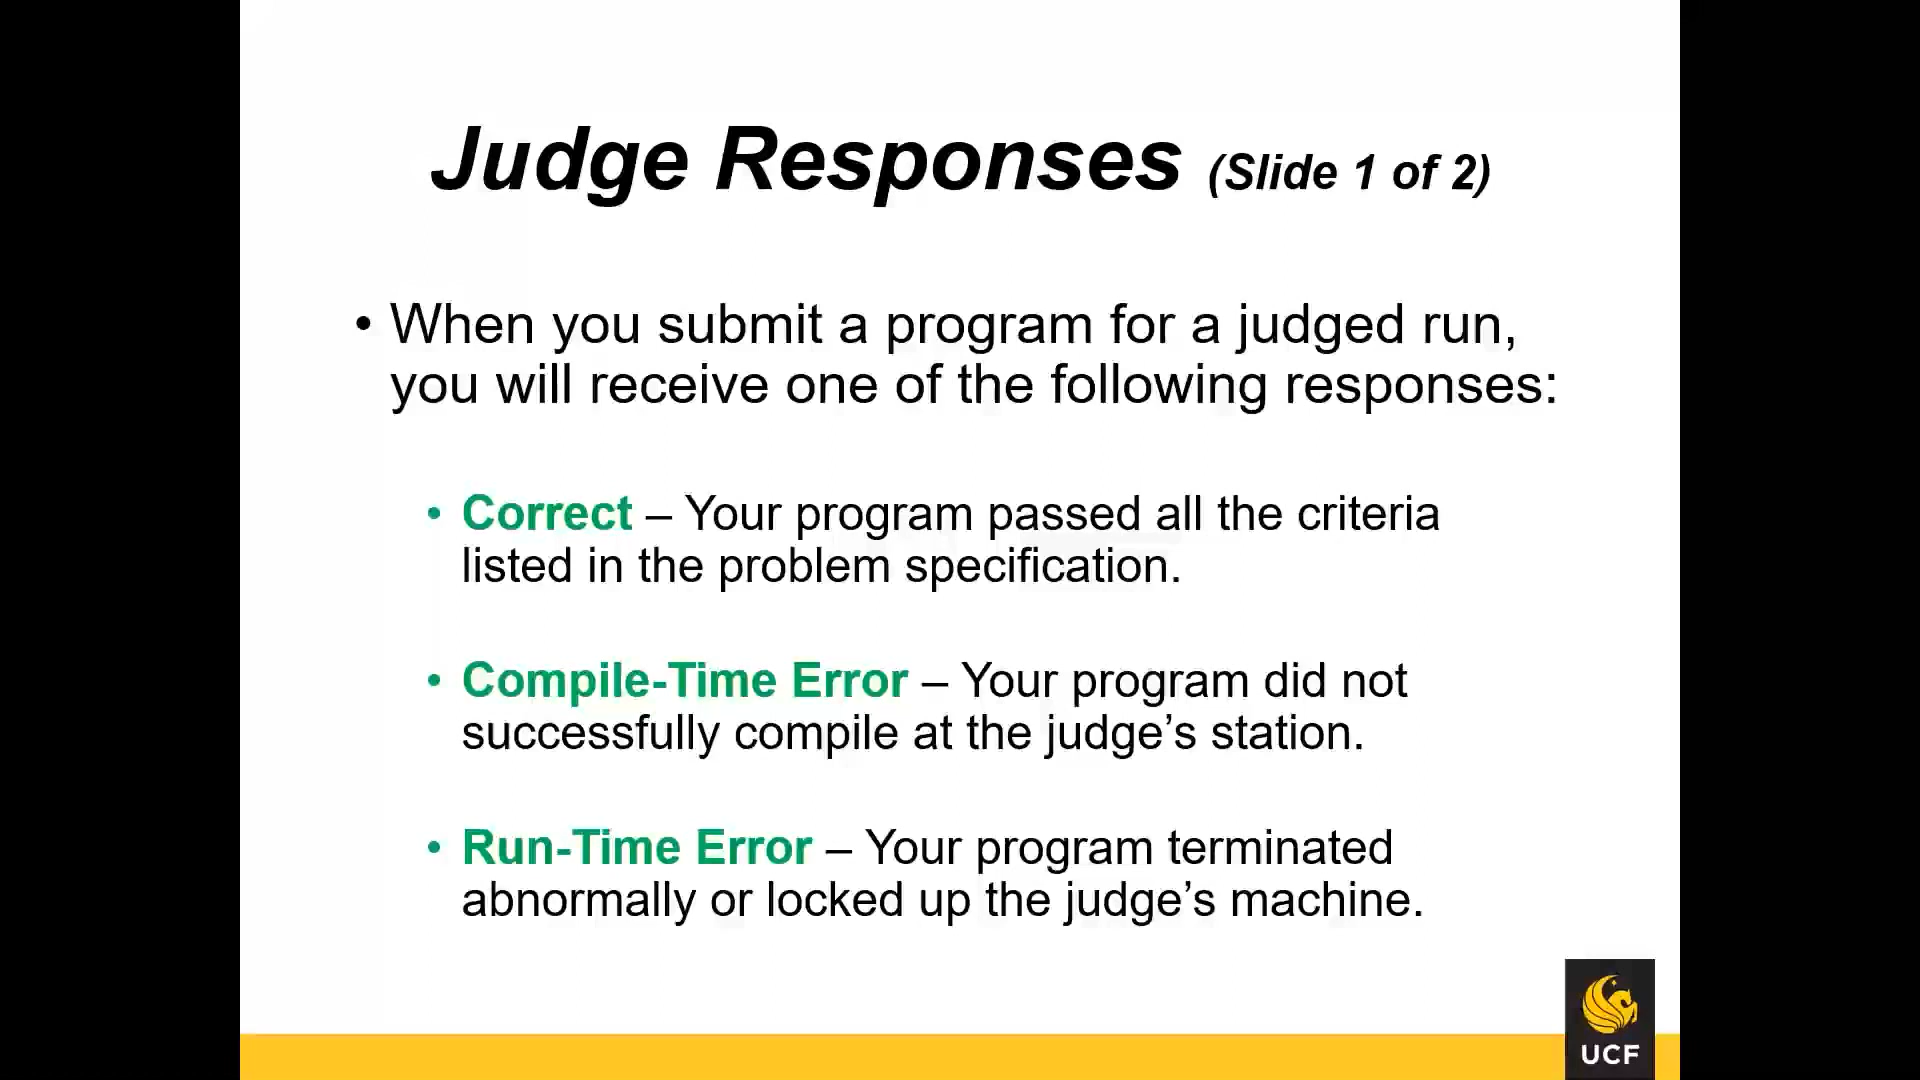 Judge Responses (Slide 1 of 2)
• When you submit a program for a judged run,
you will receive one of the following responses:
• Correct – Your program passed all the criteria
listed in the problem specification.
• Compile-Time Error – Your program did not
successfully compile at the judge’s station.
• Run-Time Error – Your program terminated
abnormally or locked up the judge’s machine.
UCF